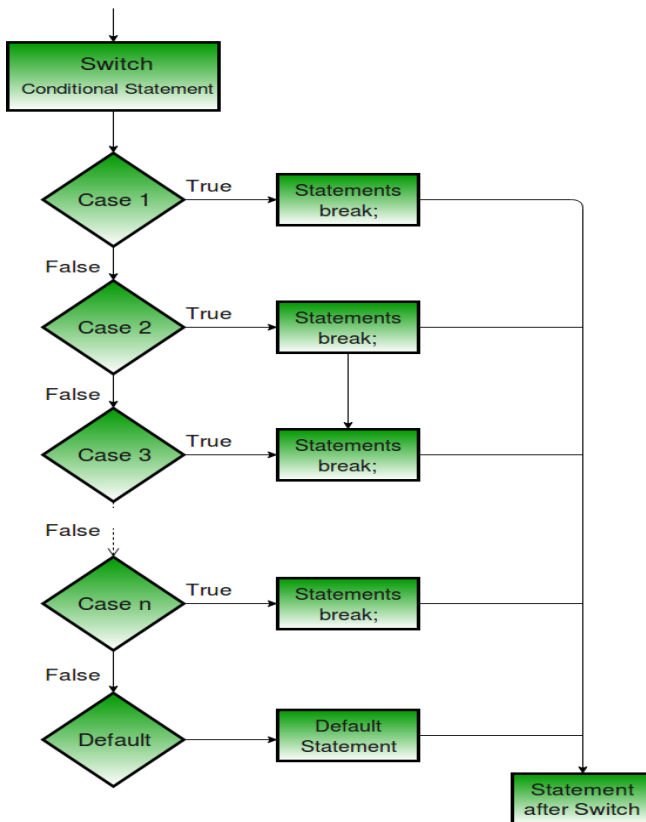 Switch
Conditional Statement
Case 1
True
Statements
break;
False
Case 2
True
Statements
break;
False
Case 3
True
Statements
break;
False
Case n
True
Statements
break;
False
Default
Default
Statement
Statement
after Switch